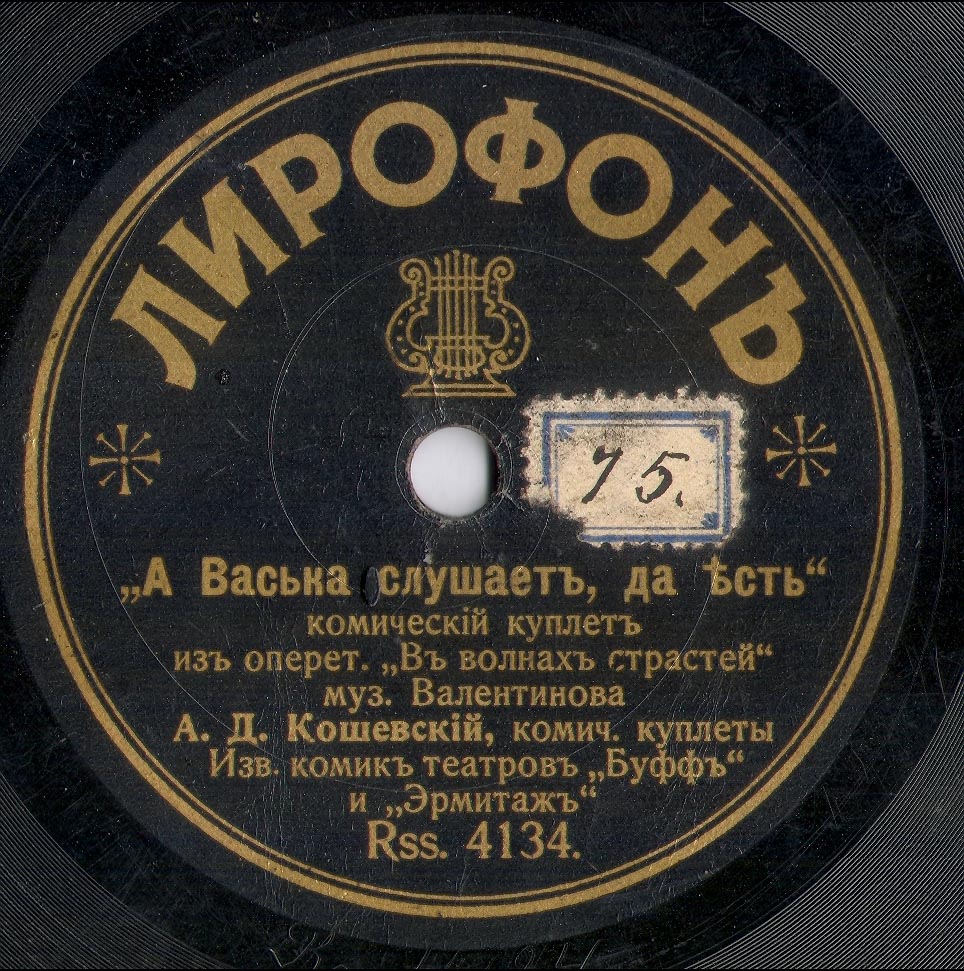 ЛИРОФОНЪ
75.
„А Васька слушаетъ, да ѣсть“
комическій куплетъ
изъ оперет. „Въ волнахъ страстей“
муз. Валентинова
А. Д. Кошевскій, комич. куплеты
Изв. комикъ театровъ „Буффъ“
и „Эрмитажъ“
Rss. 4134.